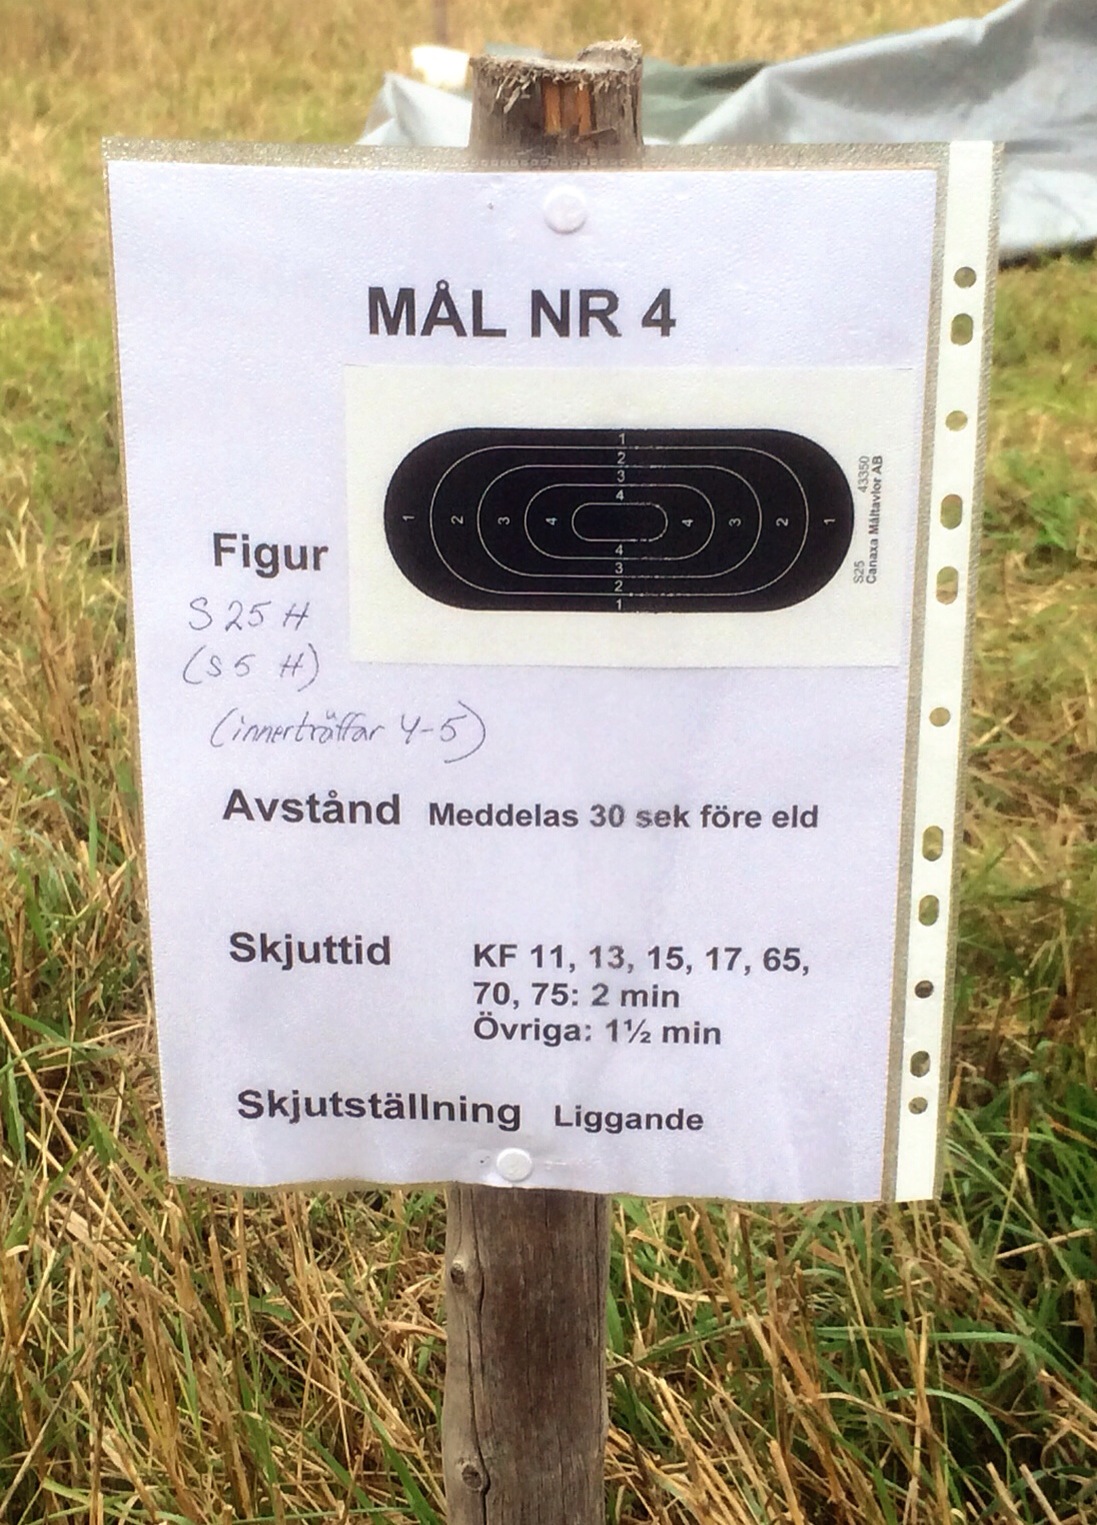 MÅL NR 4
1
2
3
4
1 2 3 4 4 3 2 1
4
3
2
1
S25 43350
Canaxa Måltavlor AB
Figur
S 25 H
(S 5 H)
(innerträffar 4-5)
Avstånd Meddelas 30 sek före eld
Skjuttid KF 11, 13, 15, 17, 65,
70, 75: 2 min
Övriga: 1½ min
Skjutställning Liggande